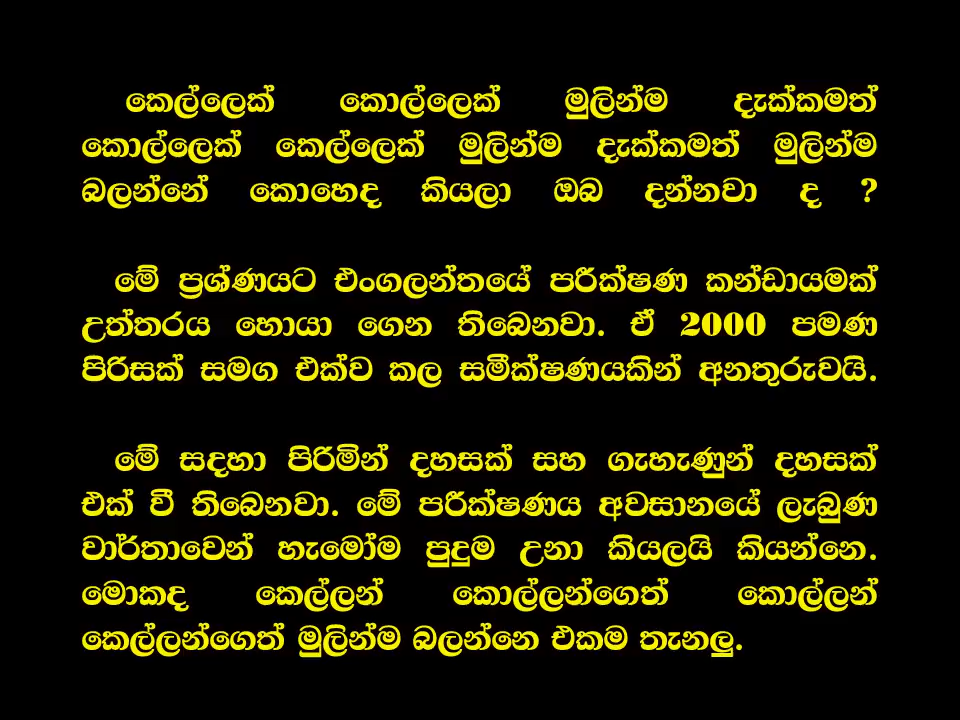 කෙල්ලෙක් කොල්ලෙක් මුලින්ම දැක්කමත්
කොල්ලෙක් කෙල්ලෙක් මුලින්ම දැක්කමත් මුලින්ම
බලන්නේ කොහෙද කියලා ඔබ දන්නවා ද ?
මේ ප්‍රශ්ණයට එංගලන්තයේ පරීක්ෂණ කන්ඩායමක්
උත්තරය හොයා ගෙන තිබෙනවා. ඒ 2000 පමණ
පිරිසක් සමග එක්ව කල සමීක්ෂණයකින් අනතුරුවයි.
මේ සදහා පිරිමින් දහසක් සහ ගැහැණුන් දහසක්
එක් වී තිබෙනවා. මේ පරීක්ෂණය අවසානයේ ලැබුණ
වාර්තාවෙන් හැමෝම පුදුම උනා කියලයි කියන්නෙ.
මොකද කෙල්ලන් කොල්ලන්ගෙත් කොල්ලන්
කෙල්ලන්ගෙත් මුලින්ම බලන්නෙ එකම තැනලු.